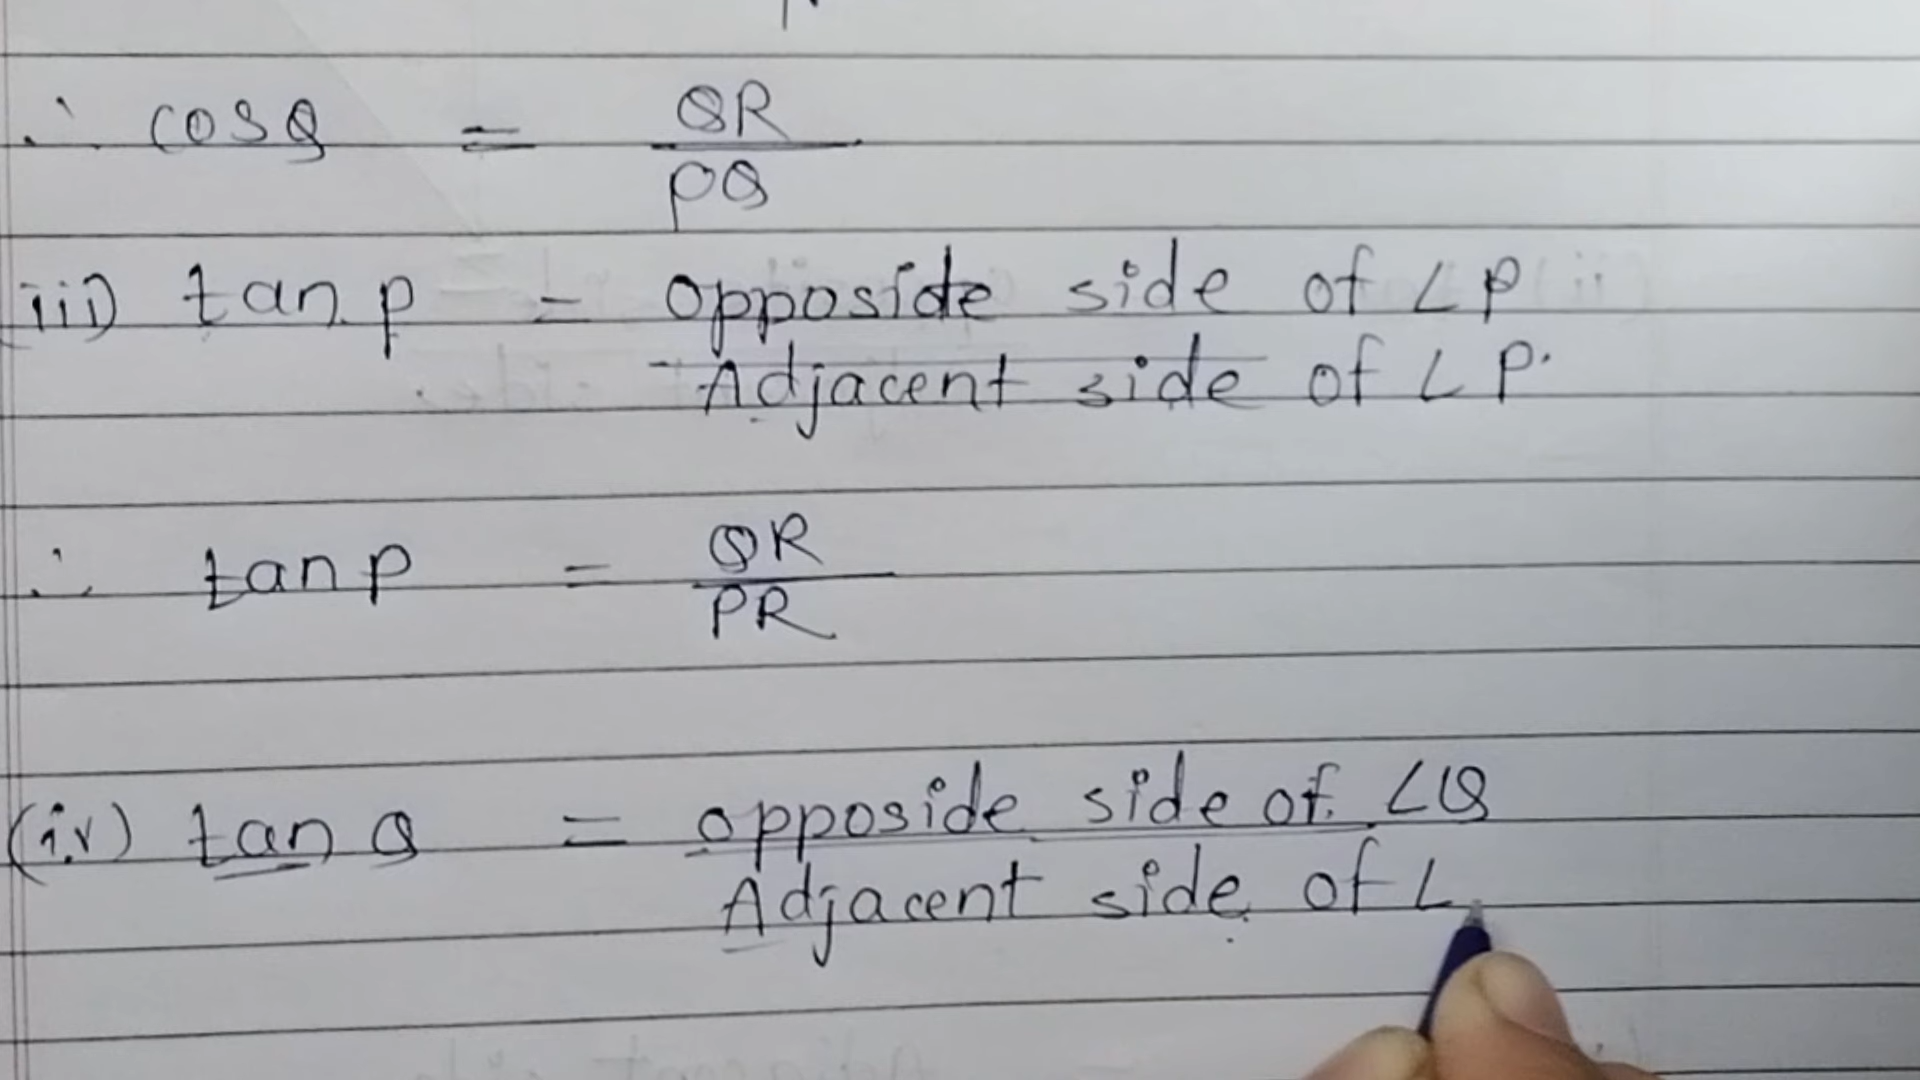 ∴ cos Q = QR
PQ
(iii) tan P = opposide side of ∠P
Adjacent side of ∠P.
∴ tan P = QR
PR
(iv) tan Q = opposide side of ∠Q
Adjacent side of ∠